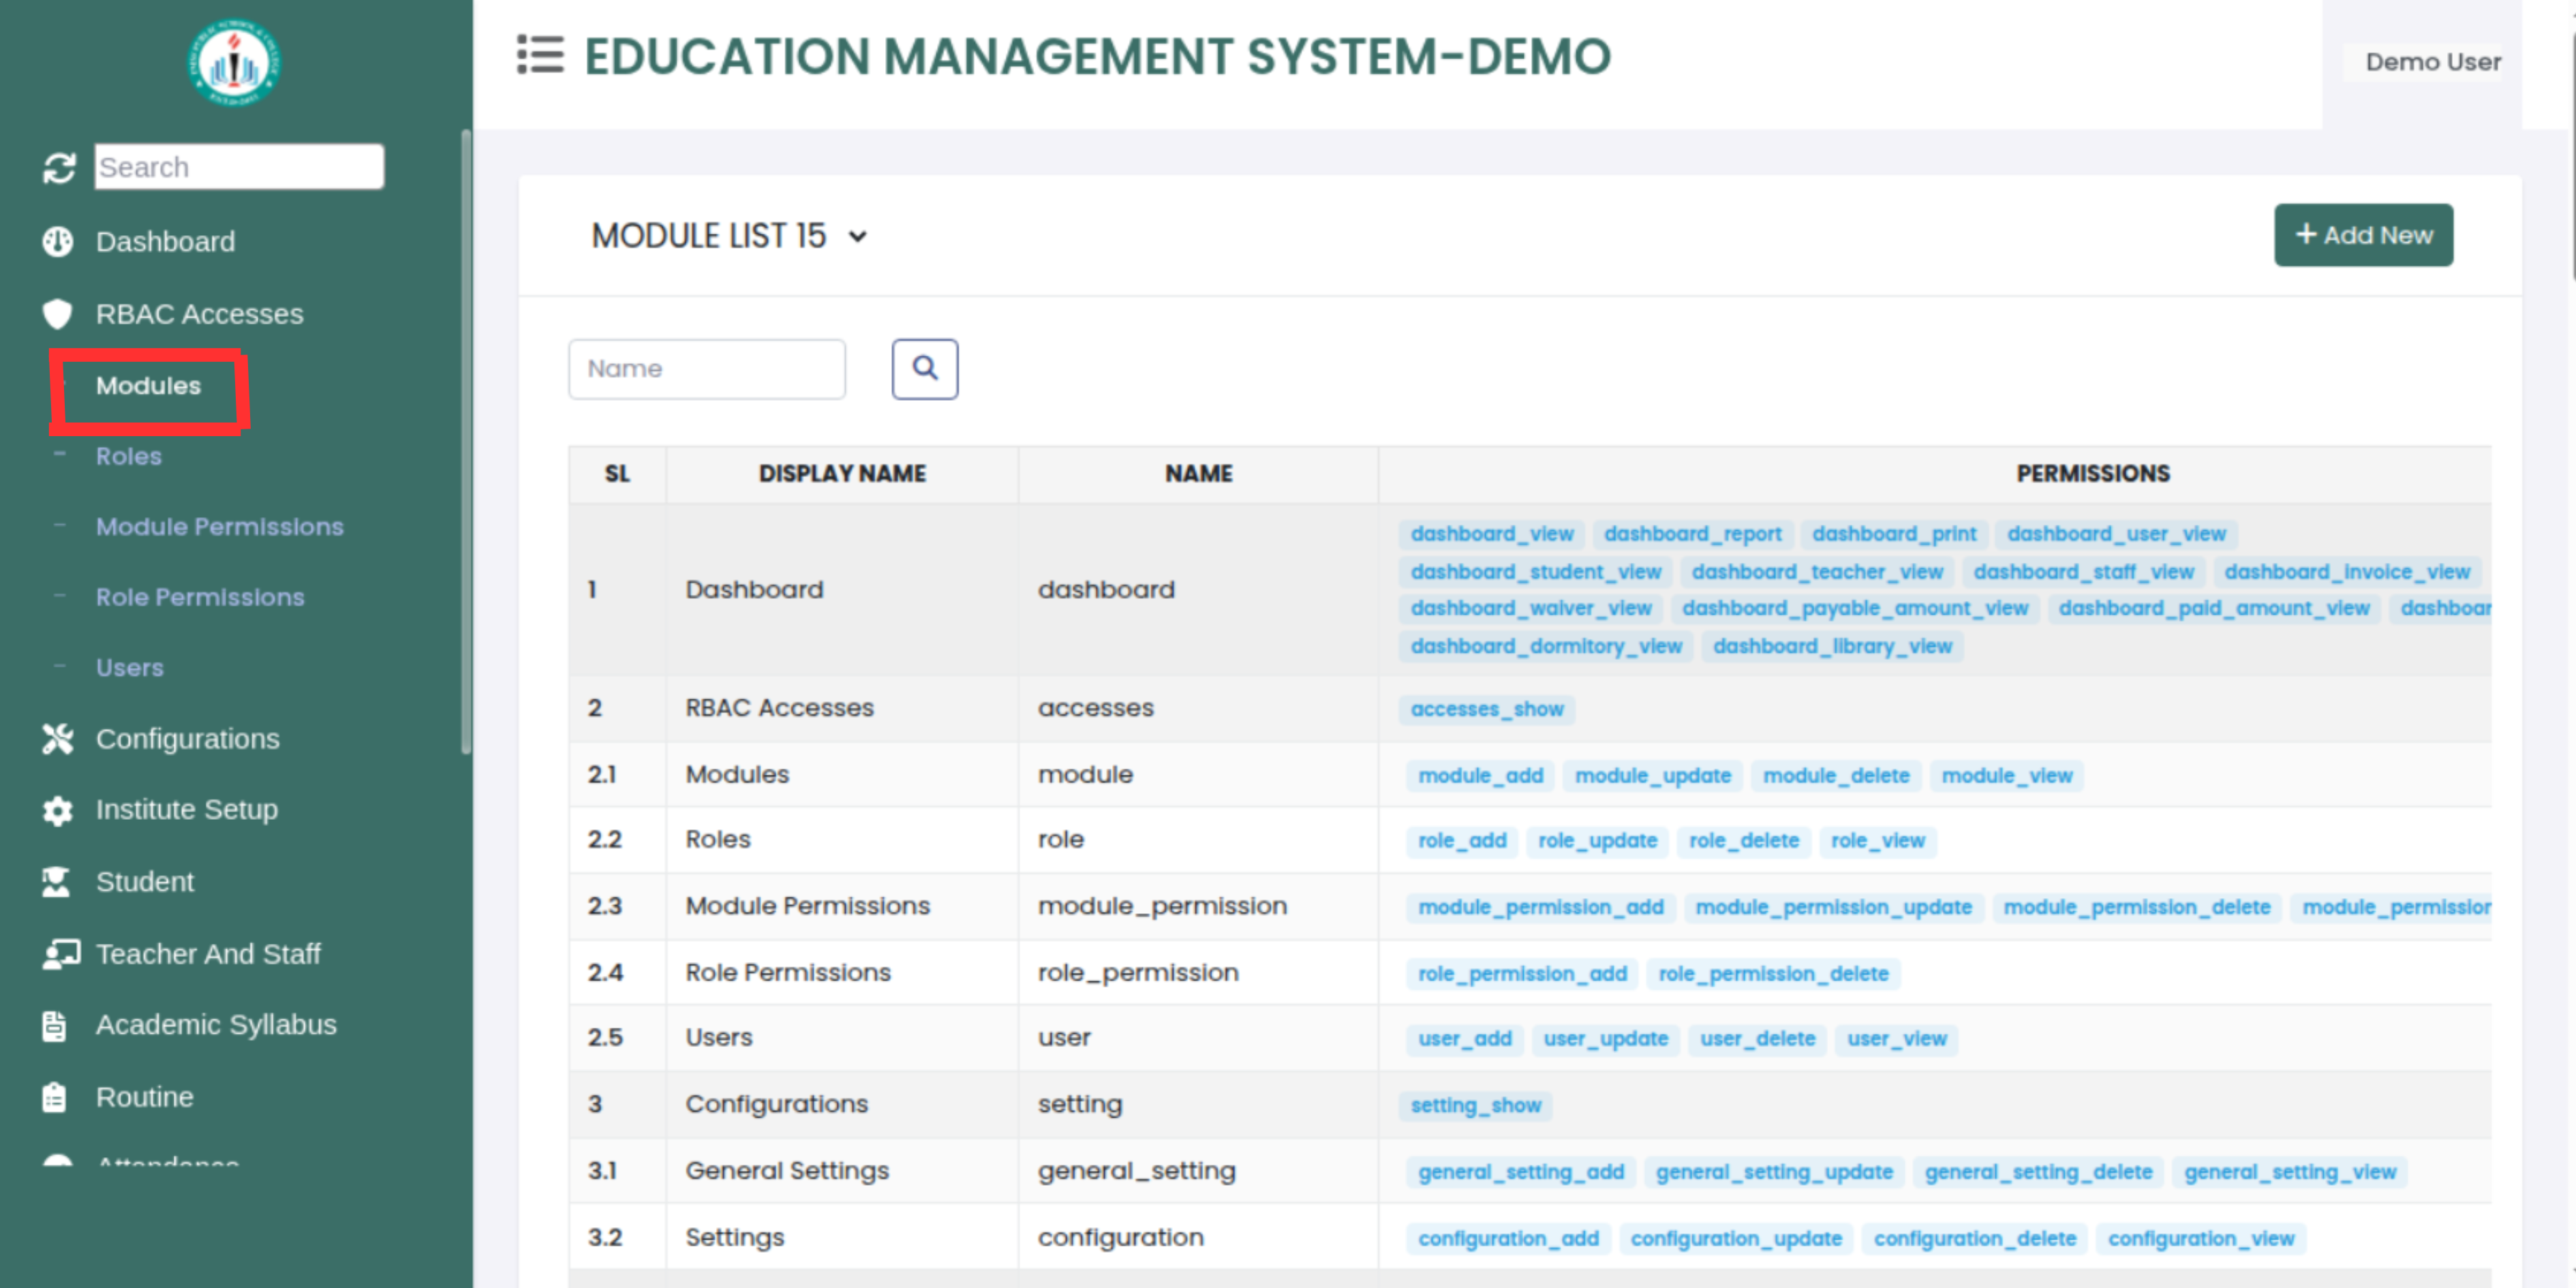 EDUCATION MANAGEMENT SYSTEM-DEMO
Demo User
Search
Dashboard
RBAC Accesses
Modules
Roles
Module Permissions
Role Permissions
Users
Configurations
Institute Setup
Student
Teacher And Staff
Academic Syllabus
Routine
MODULE LIST 15
+ Add New
Name
SL DISPLAY NAME NAME PERMISSIONS
1 Dashboard dashboard
dashboard_view dashboard_report dashboard_print dashboard_user_view
dashboard_student_view dashboard_teacher_view dashboard_staff_view dashboard_invoice_view
dashboard_waiver_view dashboard_payable_amount_view dashboard_paid_amount_view dashboar
dashboard_dormitory_view dashboard_library_view
2 RBAC Accesses accesses accesses_show
2.1 Modules module module_add module_update module_delete module_view
2.2 Roles role role_add role_update role_delete role_view
2.3 Module Permissions module_permission module_permission_add module_permission_update module_permission_delete module_permission
2.4 Role Permissions role_permission role_permission_add role_permission_delete
2.5 Users user user_add user_update user_delete user_view
3 Configurations setting setting_show
3.1 General Settings general_setting general_setting_add general_setting_update general_setting_delete general_setting_view
3.2 Settings configuration configuration_add configuration_update configuration_delete configuration_view